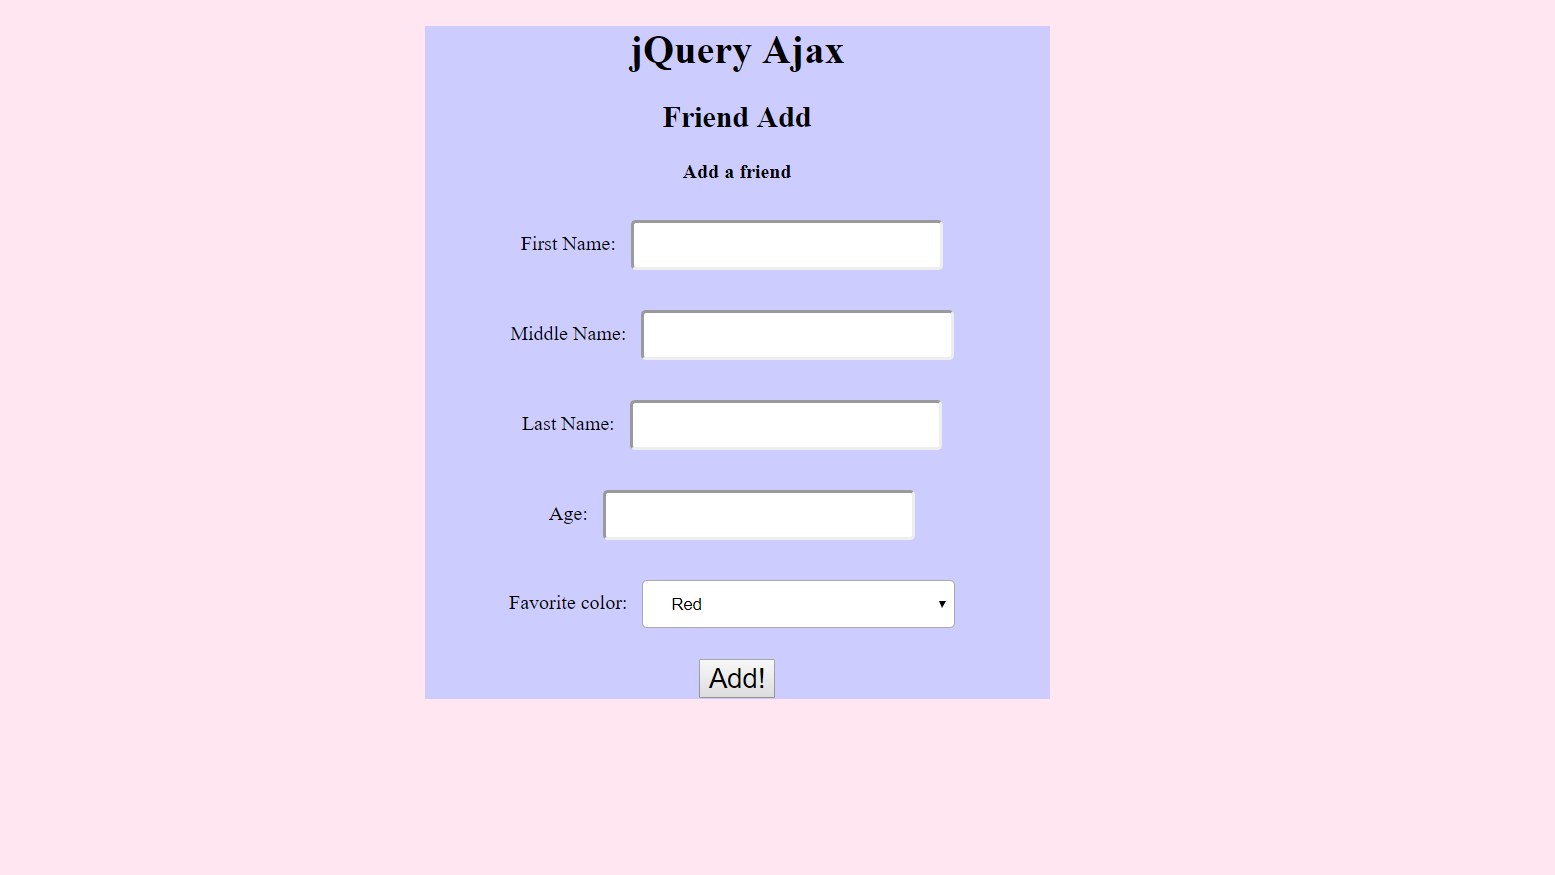 jQuery Ajax
Friend Add
Add a friend
First Name:
Middle Name:
Last Name:
Age:
Favorite color: Red
Add!